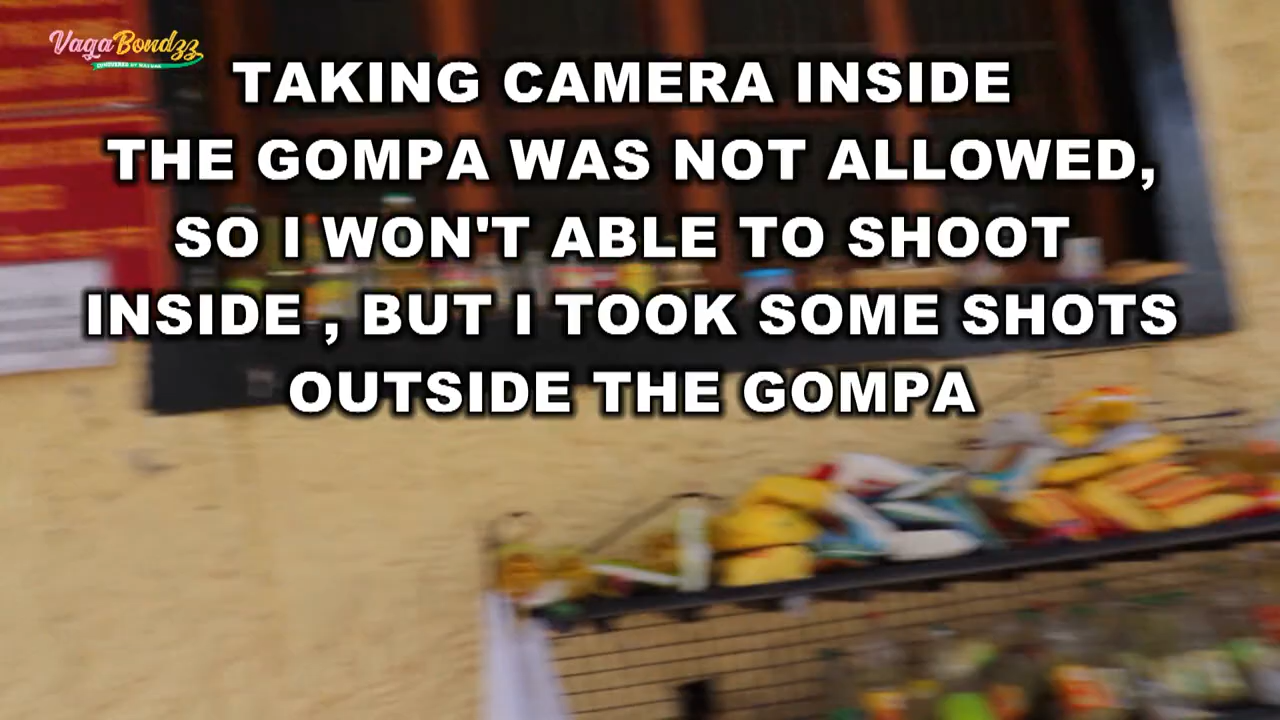 VagaBondzz
TAKING CAMERA INSIDE
THE GOMPA WAS NOT ALLOWED,
SO I WON'T ABLE TO SHOOT
INSIDE , BUT I TOOK SOME SHOTS
OUTSIDE THE GOMPA